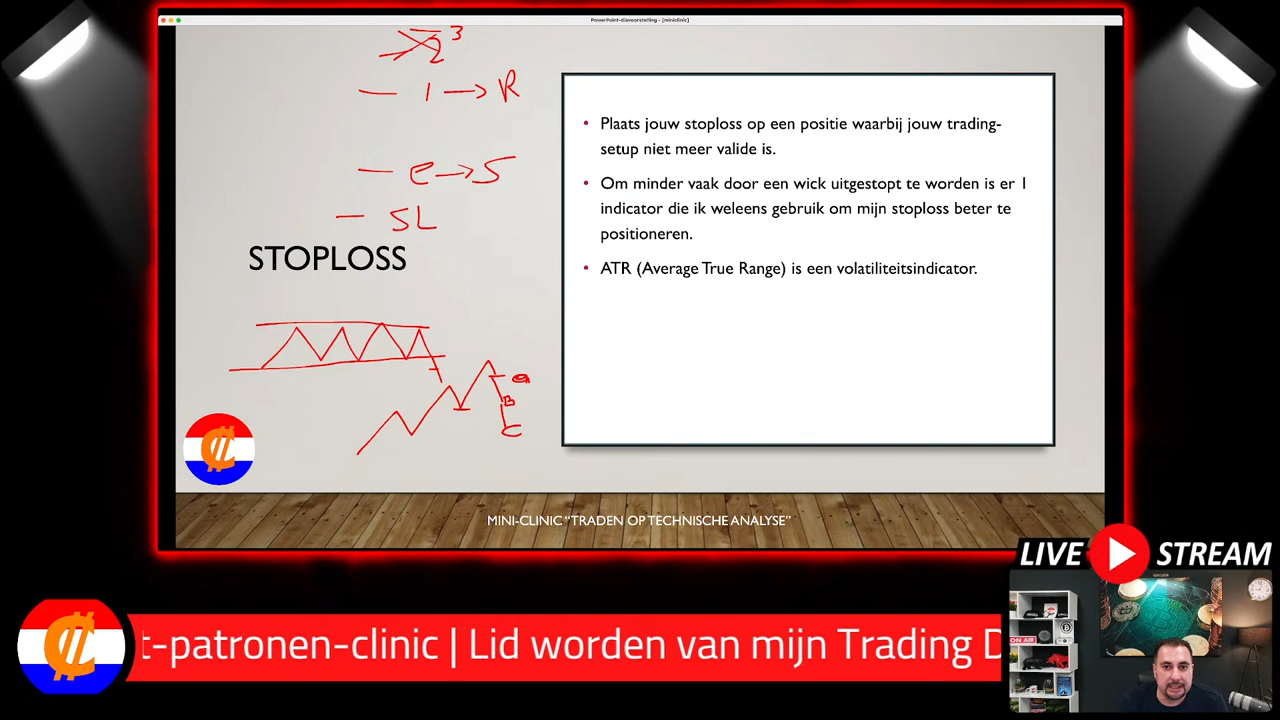 PowerPoint-diavoorstelling - [miniclinic]
2 3
— 1 → R
— e → S
— SL
STOPLOSS
• Plaats jouw stoploss op een positie waarbij jouw trading-
setup niet meer valide is.
• Om minder vaak door een wick uitgestopt te worden is er 1
indicator die ik weleens gebruik om mijn stoploss beter te
positioneren.
• ATR (Average True Range) is een volatiliteitsindicator.
a
B
C
MINI-CLINIC “TRADEN OP TECHNISCHE ANALYSE”
LIVE STREAM
ON AIR
t-patronen-clinic | Lid worden van mijn Trading D